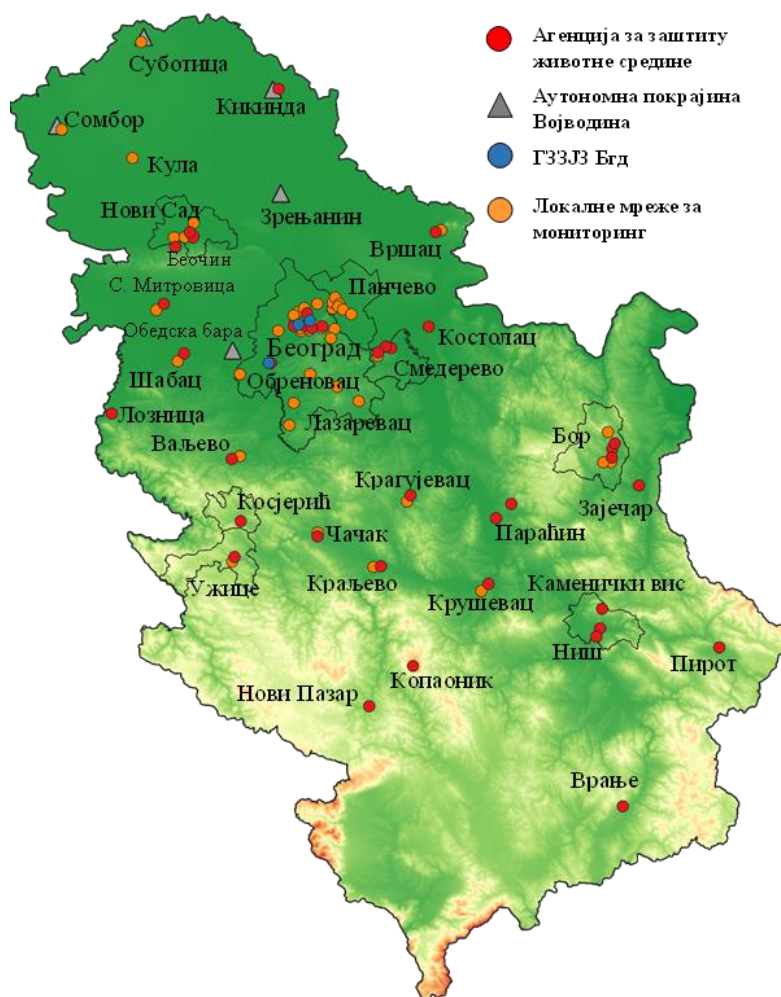 Агенција за заштиту
животне средине
Аутономна покрајина
Војводина
ГЗЗЈЗ Бгд
Локалне мреже за
мониторинг
Суботица
Кикинда
Сомбор
Кула
Нови Сад
Зрењанин
Вршац
Беочин
Панчево
С. Митровица
Обедска бара
Костолац
Београд
Смедерево
Шабац
Обреновац
Лозница
Лазаревац
Бор
Ваљево
Крагујевац
Косјерић
Зајечар
Параћин
Чачак
Краљево
Каменички вис
Ужице
Крушевац
Ниш
Пирот
Копаоник
Нови Пазар
Врање